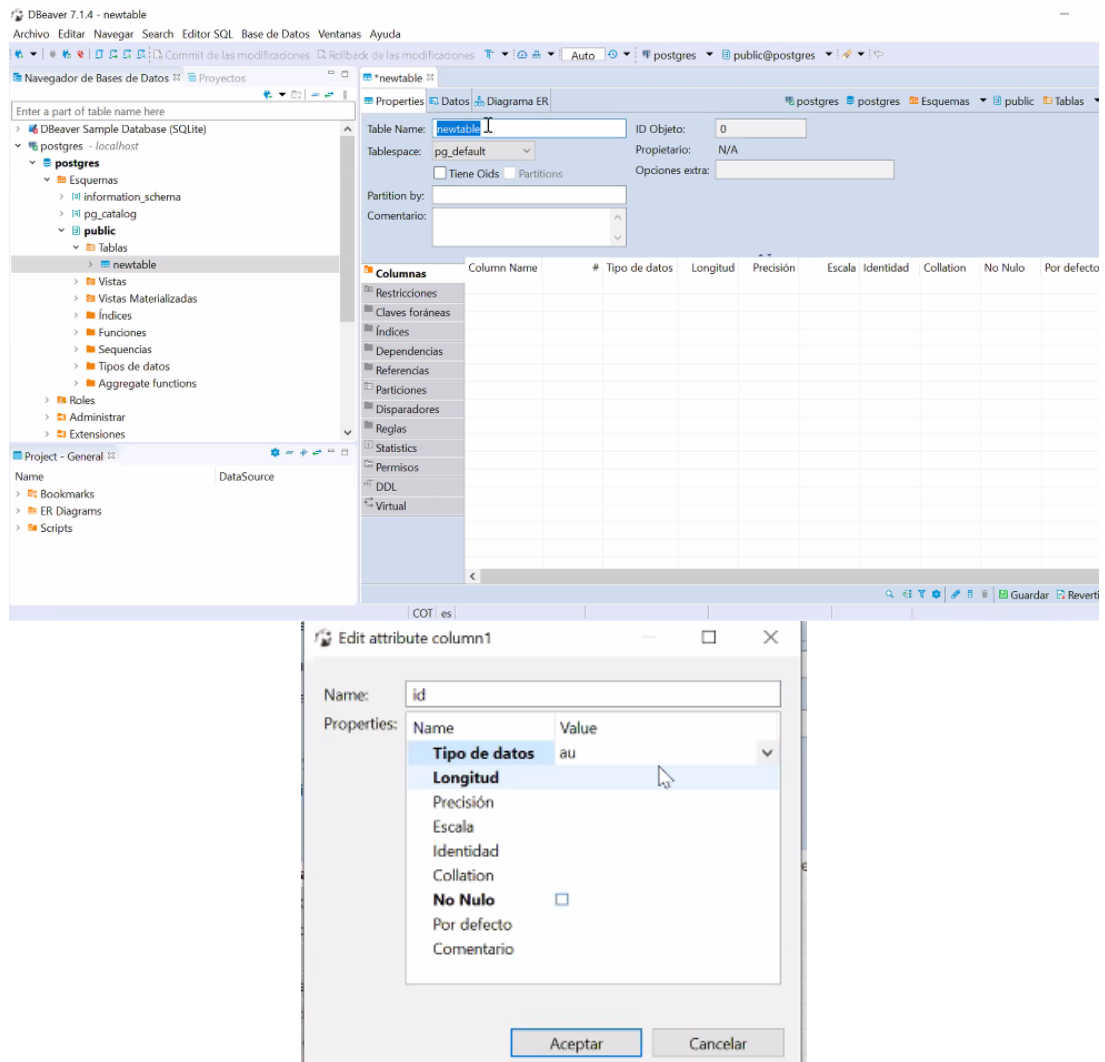 DBeaver 7.1.4 - newtable
Archivo Editar Navegar Search Editor SQL Base de Datos Ventanas Ayuda
Commit de las modificaciones Rollback de las modificaciones Auto postgres public@postgres
Navegador de Bases de Datos Proyectos
Enter a part of table name here
DBeaver Sample Database (SQLite)
postgres - localhost
postgres
Esquemas
information_schema
pg_catalog
public
Tablas
newtable
Vistas
Vistas Materializadas
Índices
Funciones
Sequencias
Tipos de datos
Aggregate functions
Roles
Administrar
Extensiones
Project - General
Name DataSource
Bookmarks
ER Diagrams
Scripts
*newtable
Properties Datos Diagrama ER postgres postgres Esquemas public Tablas
Table Name: newtable ID Objeto: 0
Tablespace: pg_default Propietario: N/A
Tiene Oids Partitions Opciones extra:
Partition by:
Comentario:
Column Name # Tipo de datos Longitud Precisión Escala Identidad Collation No Nulo Por defecto
Columnas
Restricciones
Claves foráneas
Índices
Dependencias
Referencias
Particiones
Disparadores
Reglas
Statistics
Permisos
DDL
Virtual
Guardar Reverti
COT es
Edit attribute column1
Name: id
Properties: Name Value
Tipo de datos au
Longitud
Precisión
Escala
Identidad
Collation
No Nulo
Por defecto
Comentario
Aceptar Cancelar